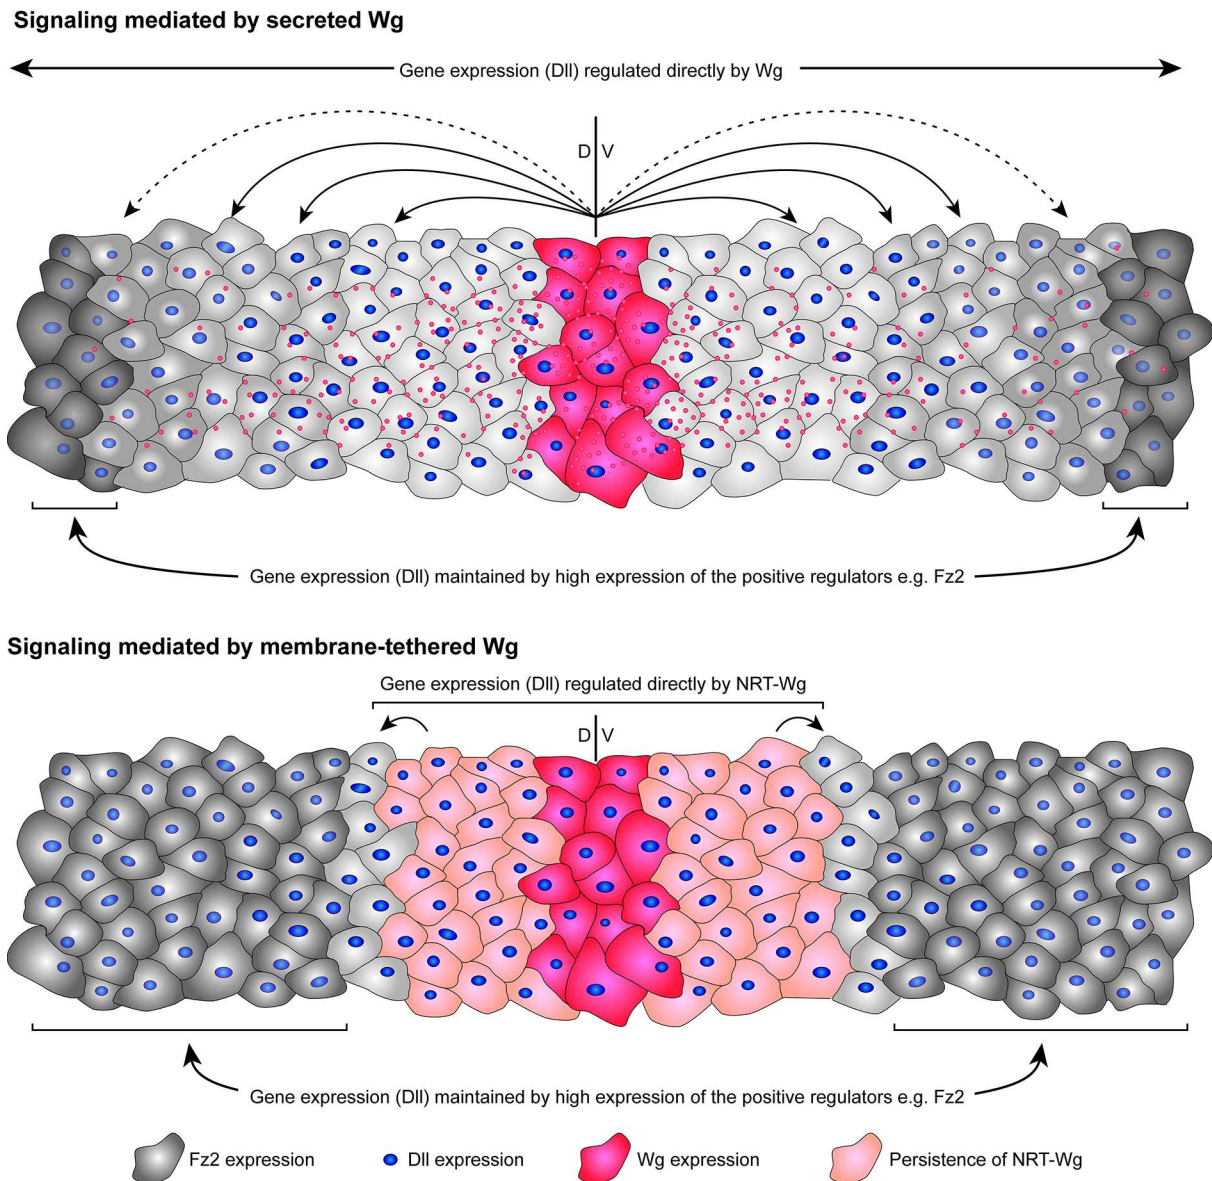 Signaling mediated by secreted Wg
Gene expression (Dll) regulated directly by Wg
D V
Gene expression (Dll) maintained by high expression of the positive regulators e.g. Fz2
Signaling mediated by membrane-tethered Wg
Gene expression (Dll) regulated directly by NRT-Wg
D V
Gene expression (Dll) maintained by high expression of the positive regulators e.g. Fz2
Fz2 expression
Dll expression
Wg expression
Persistence of NRT-Wg